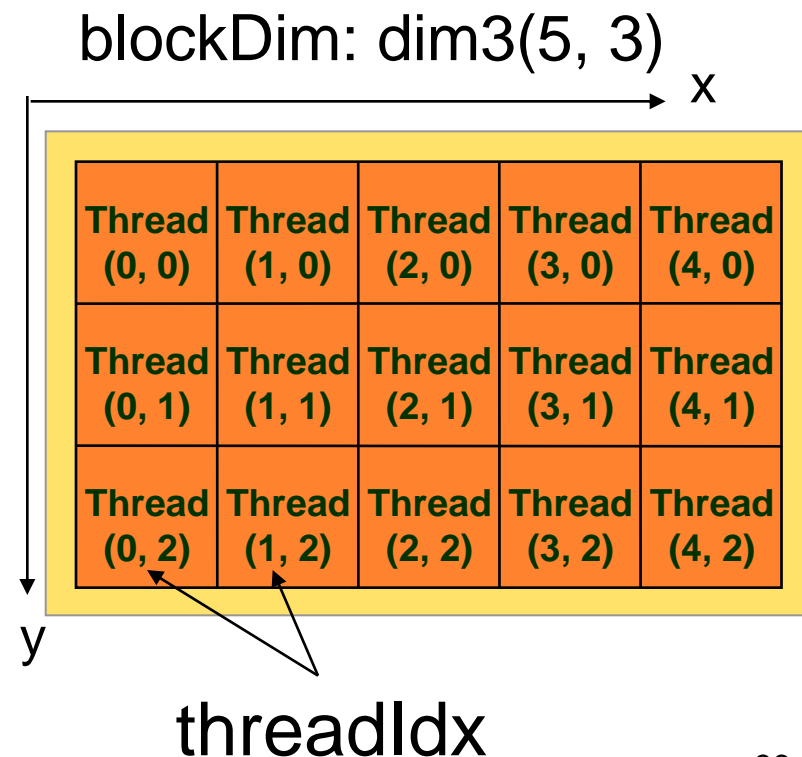 blockDim: dim3(5, 3)
x
Thread Thread Thread Thread Thread
(0, 0) (1, 0) (2, 0) (3, 0) (4, 0)
Thread Thread Thread Thread Thread
(0, 1) (1, 1) (2, 1) (3, 1) (4, 1)
Thread Thread Thread Thread Thread
(0, 2) (1, 2) (2, 2) (3, 2) (4, 2)
y
threadIdx